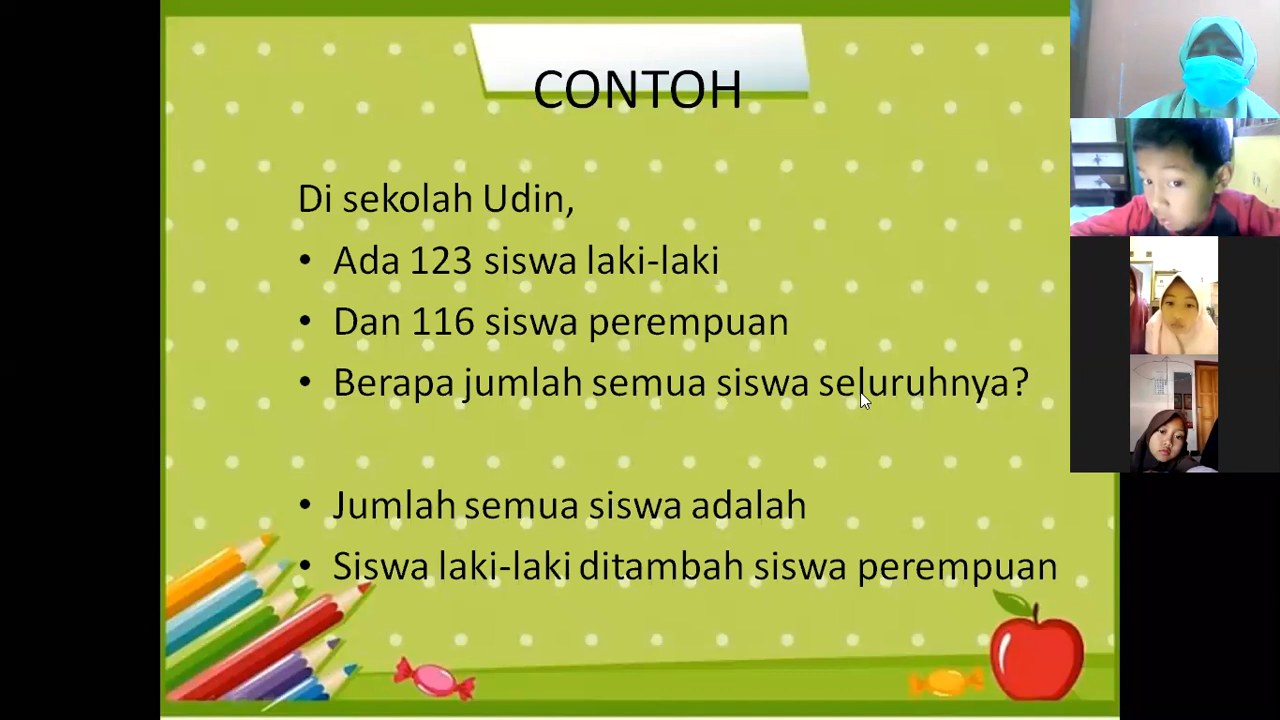 CONTOH
Di sekolah Udin,
• Ada 123 siswa laki-laki
• Dan 116 siswa perempuan
• Berapa jumlah semua siswa seluruhnya?
• Jumlah semua siswa adalah
• Siswa laki-laki ditambah siswa perempuan